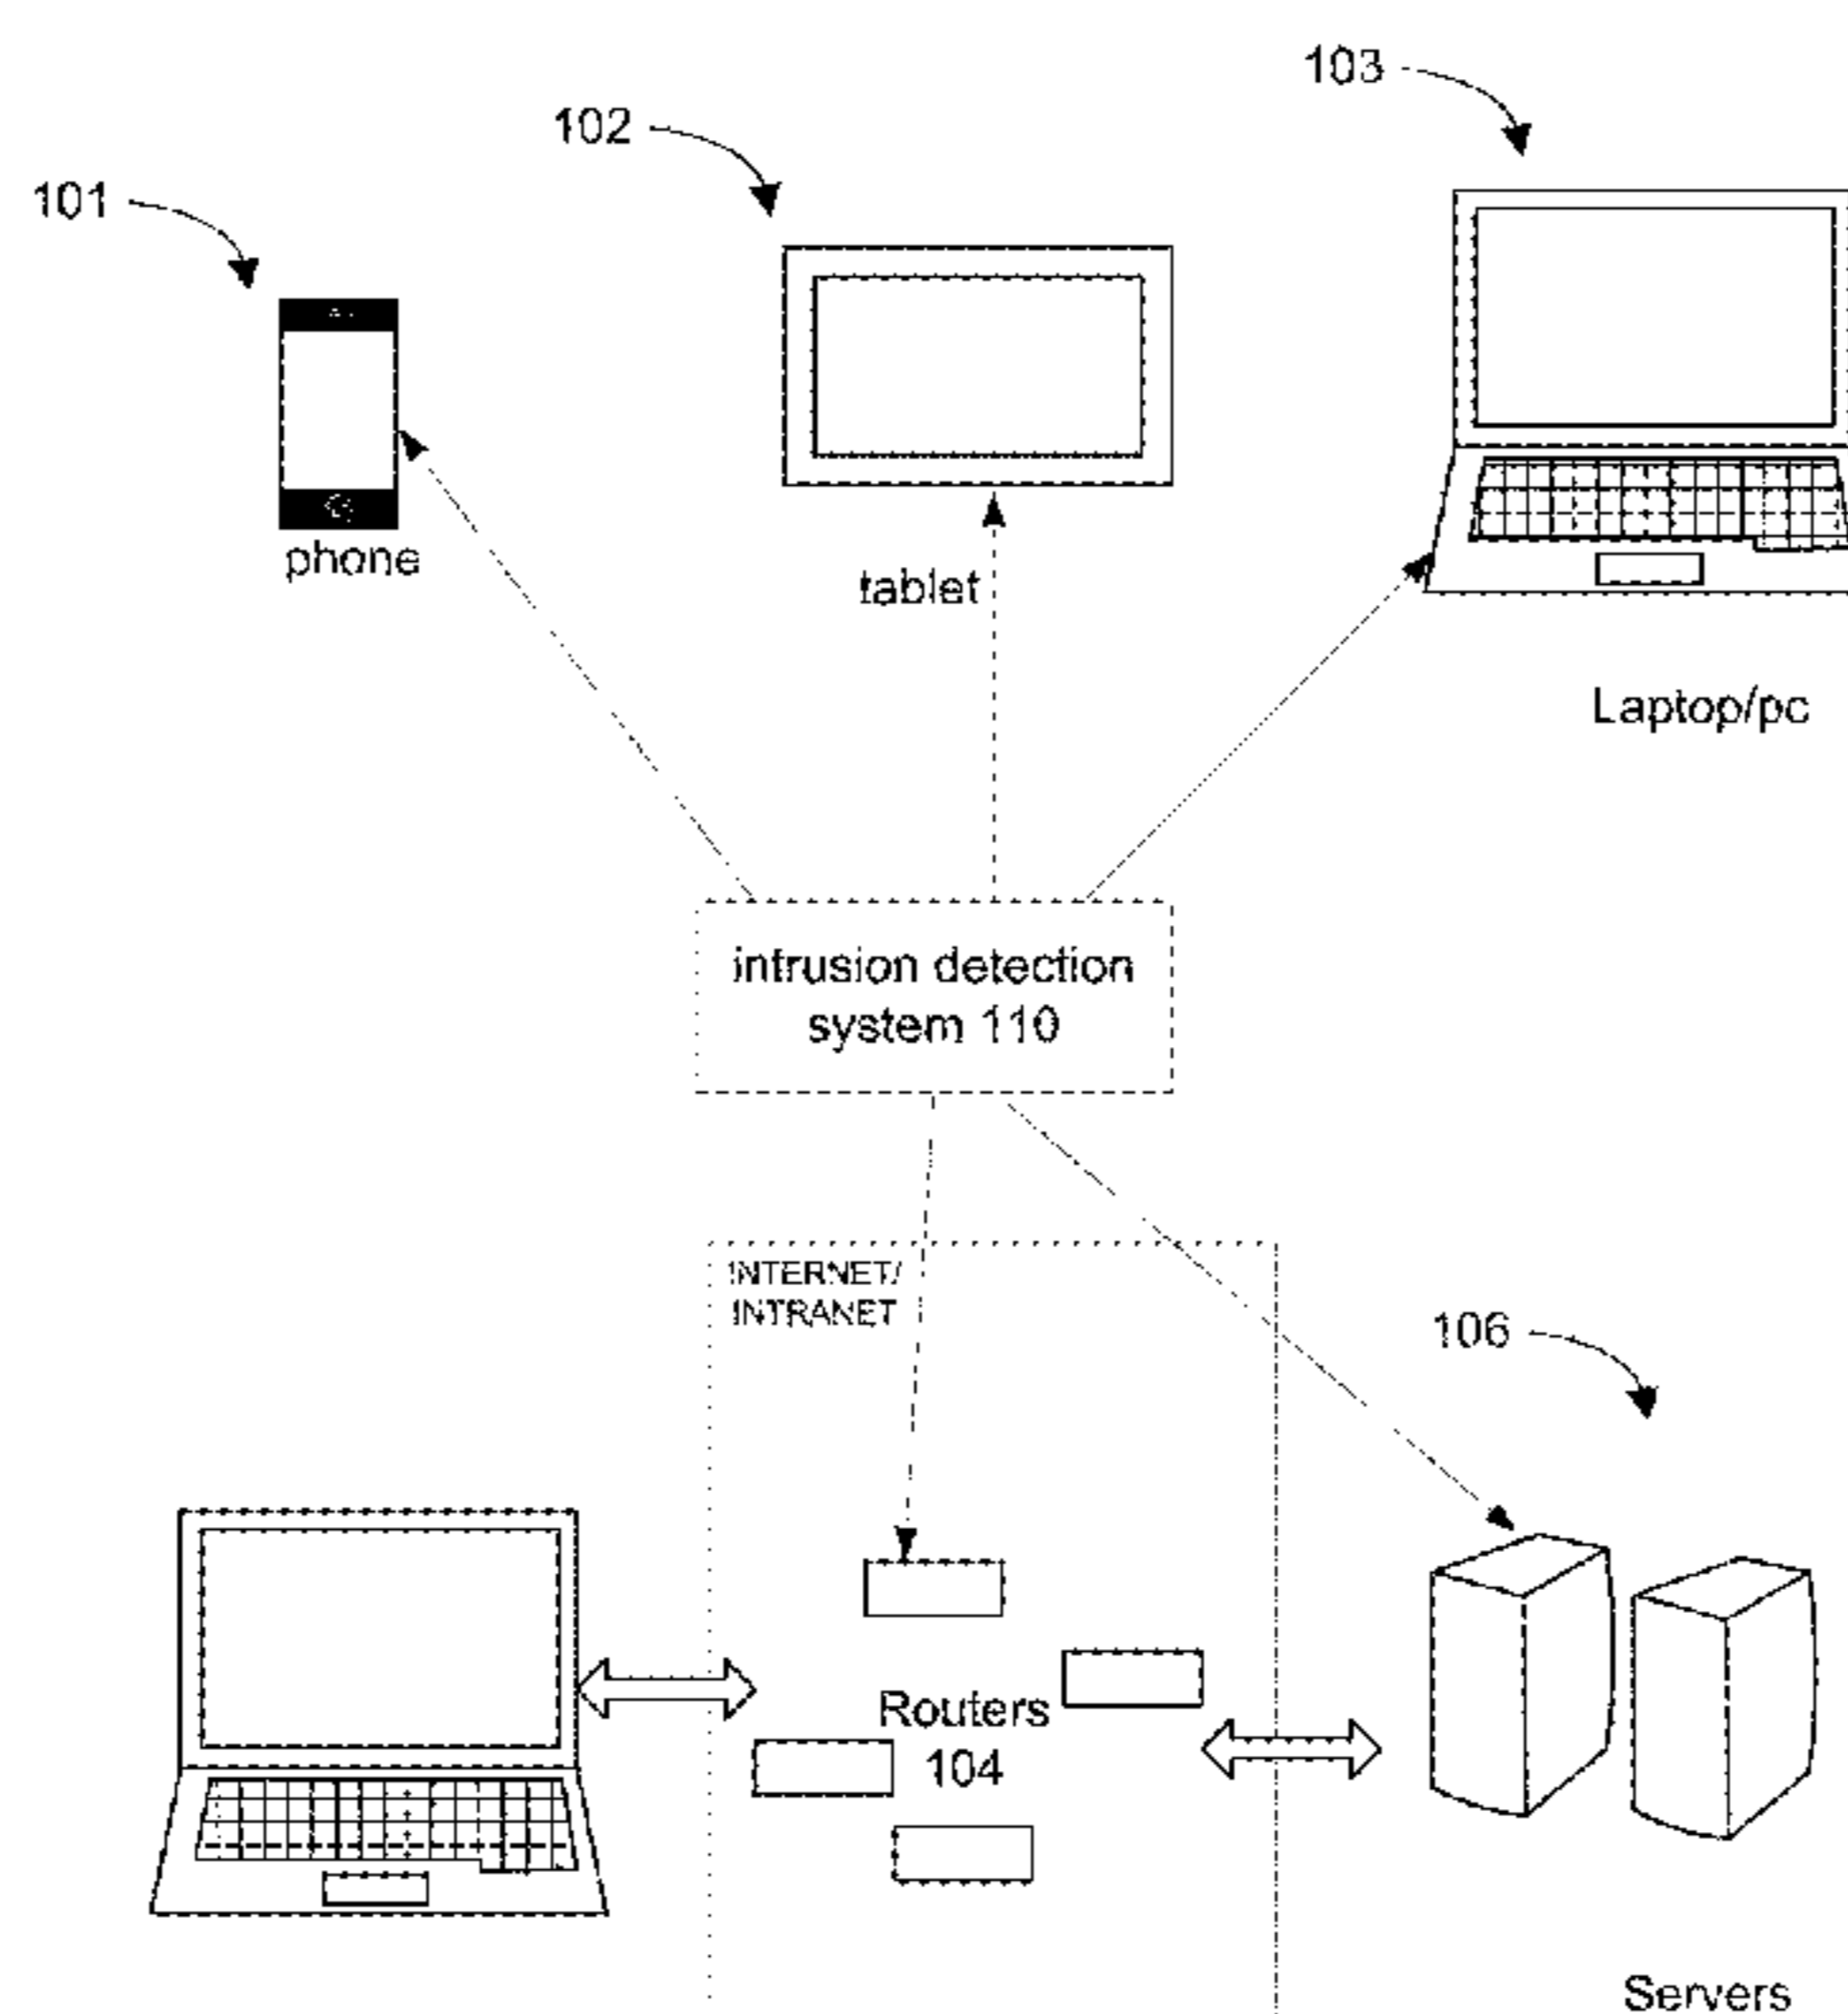 103
102
101
phone
tablet
Laptop/pc
intrusion detection
system 110
INTERNET/
INTRANET
106
Routers
104
Servers